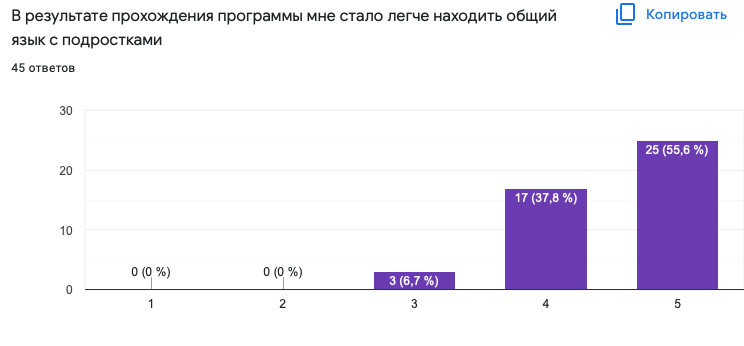 В результате прохождения программы мне стало легче находить общий
язык с подростками
Копировать
45 ответов
30
20
10
0
0 (0 %)
0 (0 %)
3 (6,7 %)
17 (37,8 %)
25 (55,6 %)
1
2
3
4
5